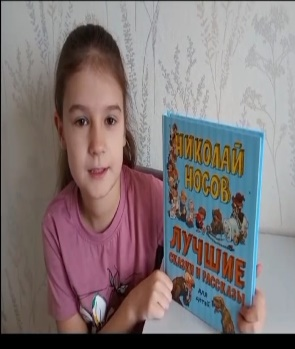 НИКОЛАЙ
НОСОВ
ЛУЧШИЕ
СКАЗКИ И РАССКАЗЫ
ДЛЯ
ДЕТЕЙ